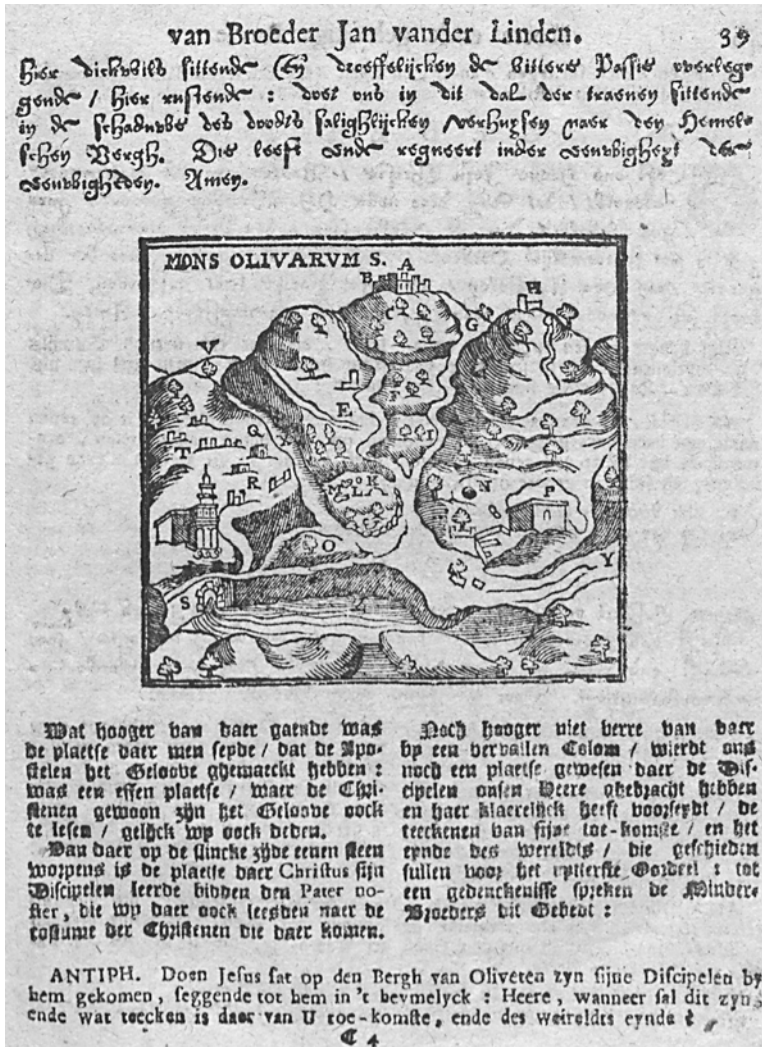 van Broeder Jan vander Linden. 39
Hier dickwils sittende (en droeffelijcken de bittere Passie overleg-
gende / hier rustende : doet ons in dit dal der traenen sittende
in de schaduwe des doodts salighlijcken verhuysen naer den Hemel-
schen Bergh. Die leeft ende regneert inder eeuwigheyt der
eeuwigheden. Amen.
MONS OLIVARVM S.
A
B
H
C
G
V
F
E
I
Q
X
T
R
M
O
K
L
N
P
O
Y
S
Wat hooger van daer gaende was
de plaetse daer men seyde / dat de Apo-
stelen het Geloove ghemaeckt hebben :
was een effen plaetse / waer de Chri-
stenen gewoon zijn het Geloove oock
te lesen / gelijck wy oock deden.
Van daer op de slincke zijde eenen steen
worpens is de plaetse daer Christus sijn
Discipelen leerde bidden den Pater no-
ster, die wy daer oock leesden naer de
costume der Christenen die daer komen.
Noch hooger niet verre van daer
by een vervallen Colom / wierdt ons
noch een plaetse gewesen daer de Dis-
cipelen onsen Heere ghebracht hebben
en haer klaerelijck heeft voorseydt / de
teeckenen van sijne toe-komste / en het
eynde des wereldts / die geschieden
sullen voor het uytterste Oordeel : tot
een gedenckenisse spreken de Minder-
Broeders dit Gebedt :
ANTIPH. Doen Jesus sat op den Bergh van Oliveten zyn sijne Discipelen by
hem gekomen, seggende tot hem in 't heymelyck : Heere, wanneer sal dit zyn,
ende wat teecken is daer van U toe-komste, ende des weireldts eynde ?
C 4